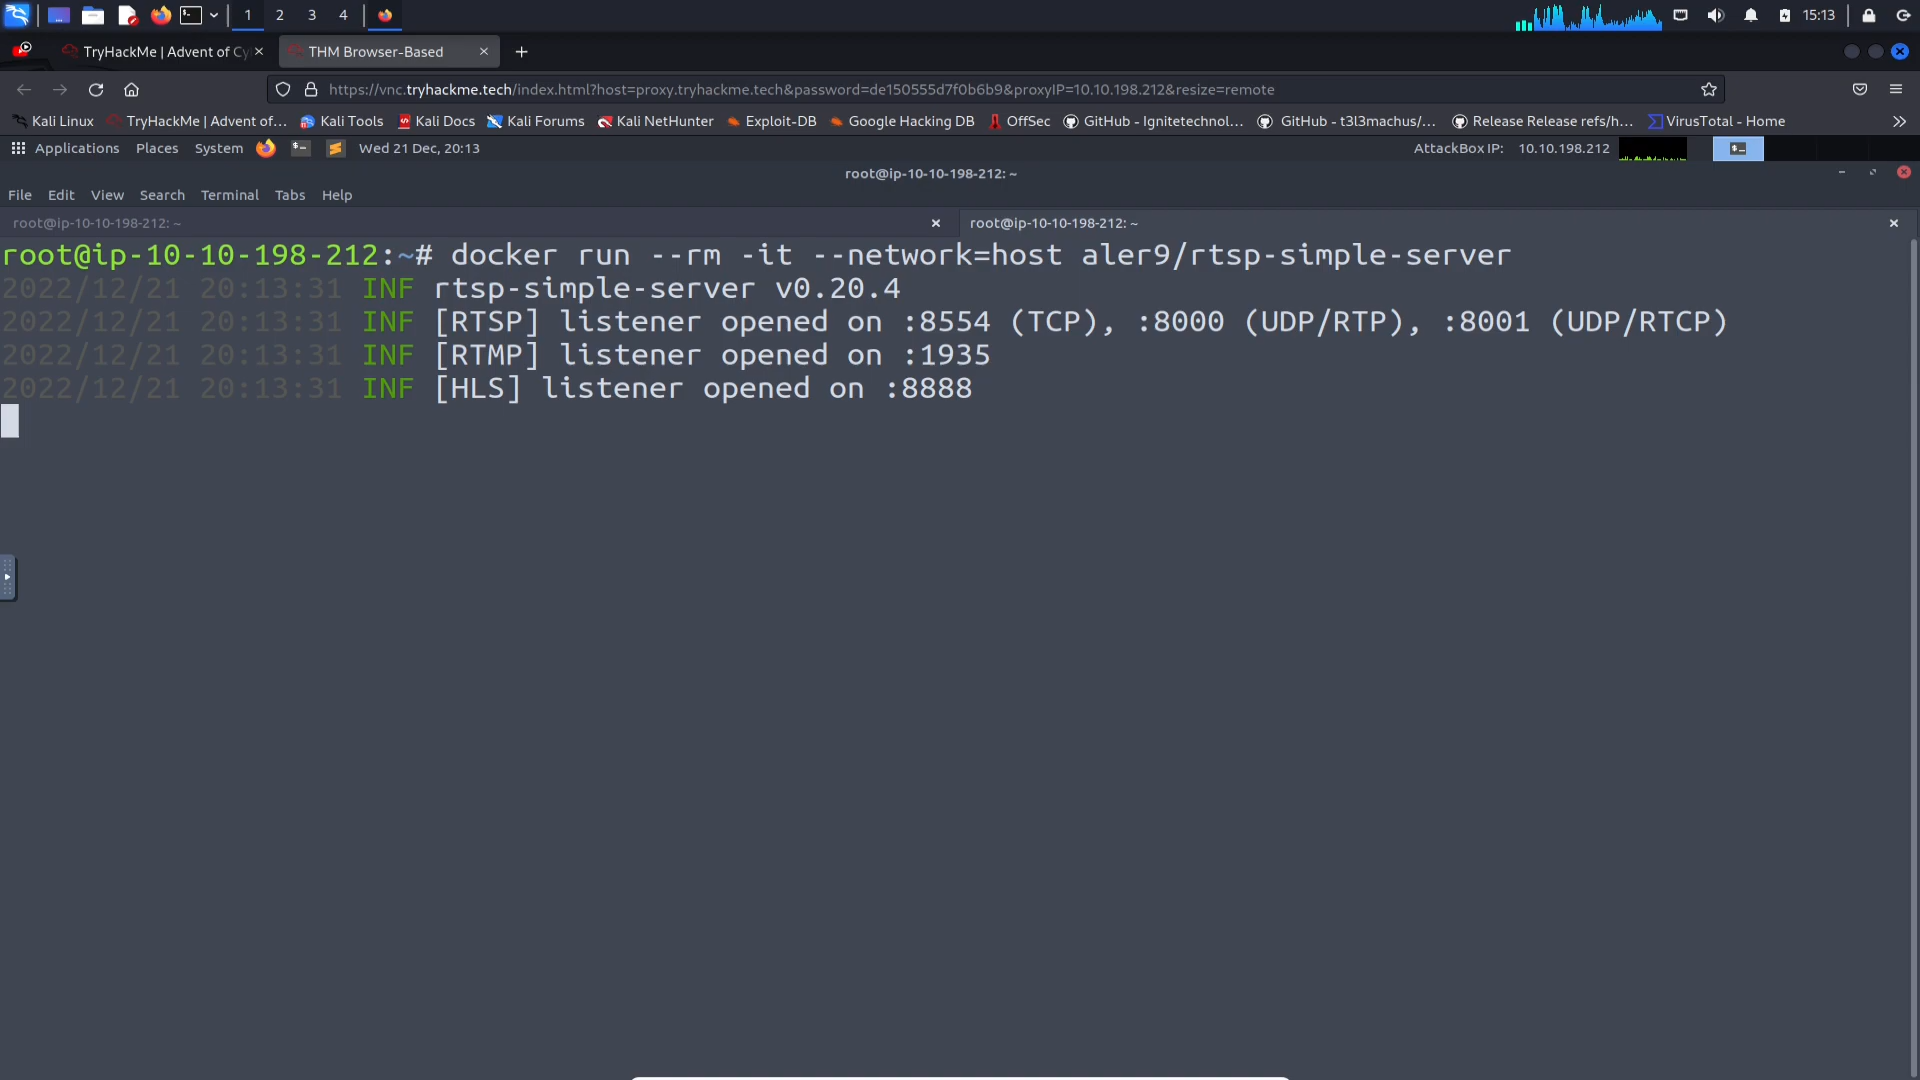 1 2 3 4 15:13
TryHackMe | Advent of Cy THM Browser-Based
https://vnc.tryhackme.tech/index.html?host=proxy.tryhackme.tech&password=de150555d7f0b6b9&proxyIP=10.10.198.212&resize=remote
Kali Linux TryHackMe | Advent of... Kali Tools Kali Docs Kali Forums Kali NetHunter Exploit-DB Google Hacking DB OffSec GitHub - Ignitetechnol... GitHub - t3l3machus/... Release Release refs/h... VirusTotal - Home
Applications Places System Wed 21 Dec, 20:13 AttackBox IP: 10.10.198.212
root@ip-10-10-198-212: ~
File Edit View Search Terminal Tabs Help
root@ip-10-10-198-212: ~ root@ip-10-10-198-212: ~
root@ip-10-10-198-212:~# docker run --rm -it --network=host aler9/rtsp-simple-server
2022/12/21 20:13:31 INF rtsp-simple-server v0.20.4
2022/12/21 20:13:31 INF [RTSP] listener opened on :8554 (TCP), :8000 (UDP/RTP), :8001 (UDP/RTCP)
2022/12/21 20:13:31 INF [RTMP] listener opened on :1935
2022/12/21 20:13:31 INF [HLS] listener opened on :8888